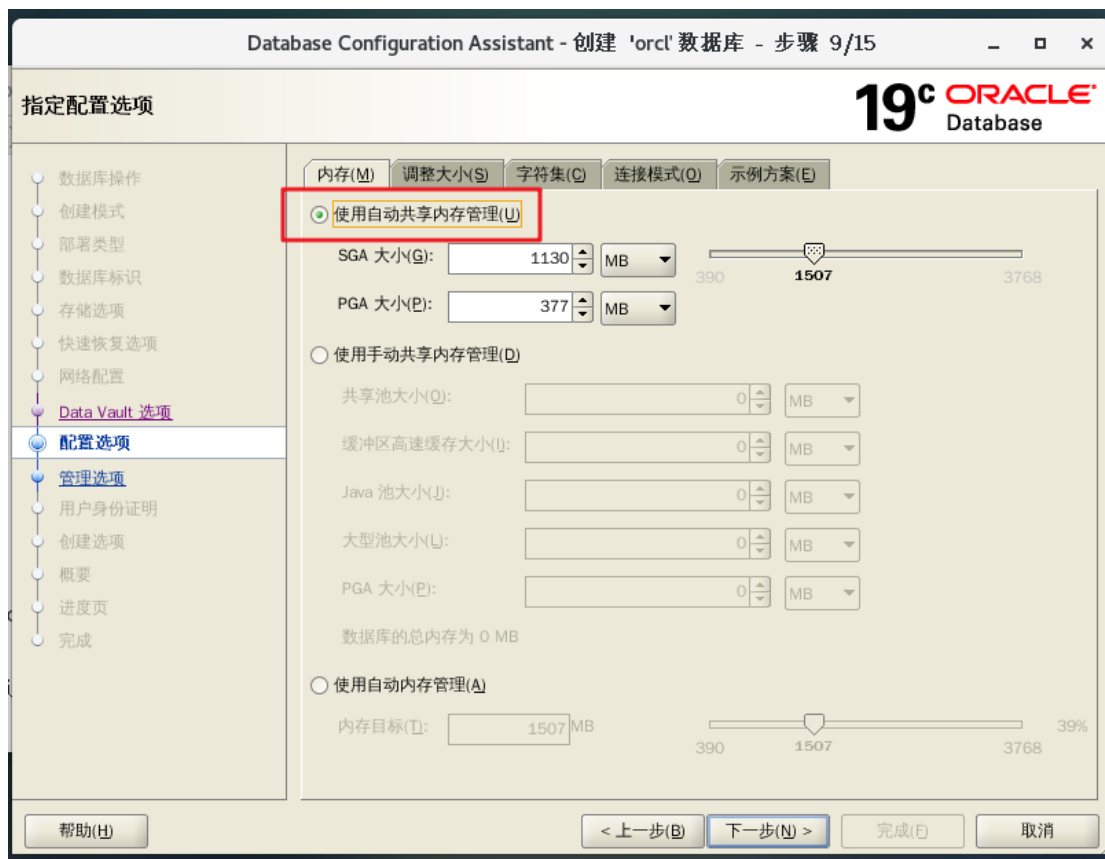 Database Configuration Assistant - 创建 'orcl' 数据库 - 步骤 9/15
指定配置选项
19c ORACLE
Database
数据库操作
创建模式
部署类型
数据库标识
存储选项
快速恢复选项
网络配置
Data Vault 选项
配置选项
管理选项
用户身份证明
创建选项
概要
进度页
完成
内存(M) 调整大小(S) 字符集(C) 连接模式(O) 示例方案(E)
使用自动共享内存管理(U)
SGA 大小(G): 1130 MB
390 1507 3768
PGA 大小(P): 377 MB
使用手动共享内存管理(D)
共享池大小(O): 0 MB
缓冲区高速缓存大小(I): 0 MB
Java 池大小(J): 0 MB
大型池大小(L): 0 MB
PGA 大小(P): 0 MB
数据库的总内存为 0 MB
使用自动内存管理(A)
内存目标(T): 1507 MB 39%
390 1507 3768
帮助(H) < 上一步(B) 下一步(N) > 完成(F) 取消